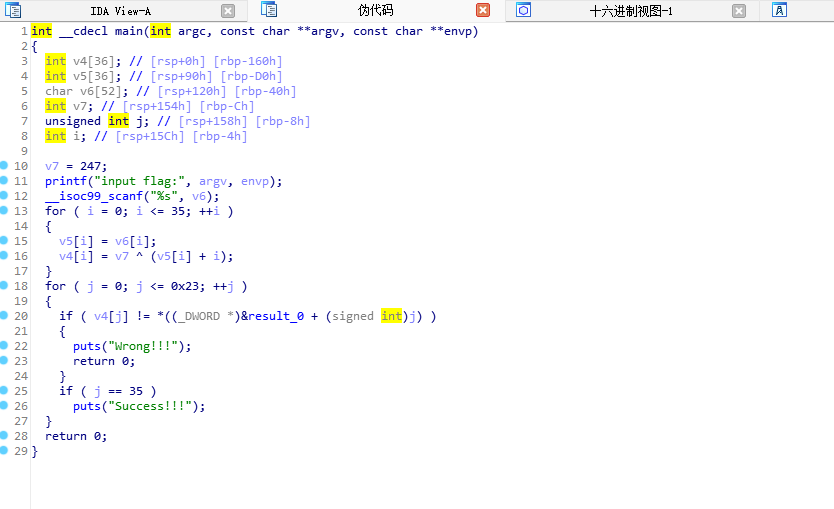 IDA View-A 伪代码 十六进制视图-1
1 int __cdecl main(int argc, const char **argv, const char **envp)
2 {
3 int v4[36]; // [rsp+0h] [rbp-160h]
4 int v5[36]; // [rsp+90h] [rbp-D0h]
5 char v6[52]; // [rsp+120h] [rbp-40h]
6 int v7; // [rsp+154h] [rbp-Ch]
7 unsigned int j; // [rsp+158h] [rbp-8h]
8 int i; // [rsp+15Ch] [rbp-4h]
9
10 v7 = 247;
11 printf("input flag:", argv, envp);
12 __isoc99_scanf("%s", v6);
13 for ( i = 0; i <= 35; ++i )
14 {
15 v5[i] = v6[i];
16 v4[i] = v7 ^ (v5[i] + i);
17 }
18 for ( j = 0; j <= 0x23; ++j )
19 {
20 if ( v4[j] != *((_DWORD *)&result_0 + (signed int)j) )
21 {
22 puts("Wrong!!!");
23 return 0;
24 }
25 if ( j == 35 )
26 puts("Success!!!");
27 }
28 return 0;
29 }